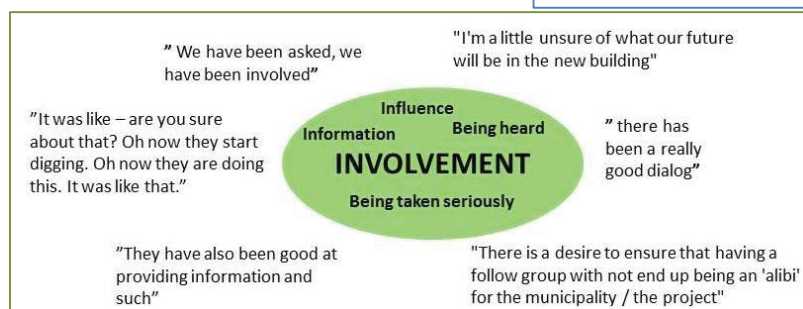 ” We have been asked, we
have been involved”
"I'm a little unsure of what our future
will be in the new building"
”It was like – are you sure
about that? Oh now they start
digging. Oh now they are doing
this. It was like that.”
Influence
Information
Being heard
INVOLVEMENT
Being taken seriously
” there has
been a really
good dialog”
”They have also been good at
providing information and
such”
"There is a desire to ensure that having a
follow group with not end up being an 'alibi'
for the municipality / the project"